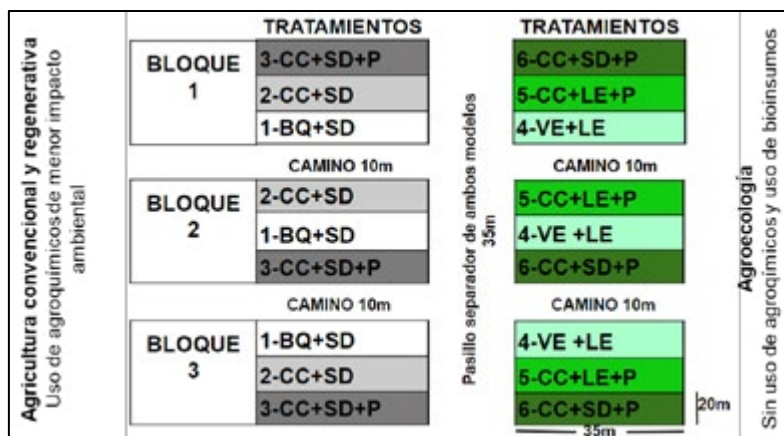 Agricultura convencional y regenerativa
Uso de agroquímicos de menor impacto
ambiental
TRATAMIENTOS
BLOQUE
1
3-CC+SD+P
2-CC+SD
1-BQ+SD
CAMINO 10m
BLOQUE
2
2-CC+SD
1-BQ+SD
3-CC+SD+P
CAMINO 10m
BLOQUE
3
1-BQ+SD
2-CC+SD
3-CC+SD+P
Pasillo separador de ambos modelos
35m
TRATAMIENTOS
6-CC+SD+P
5-CC+LE+P
4-VE+LE
CAMINO 10m
5-CC+LE+P
4-VE +LE
6-CC+SD+P
CAMINO 10m
4-VE +LE
5-CC+LE+P
6-CC+SD+P
20m
35m
Agroecología
Sin uso de agroqímicos y uso de bioinsumos